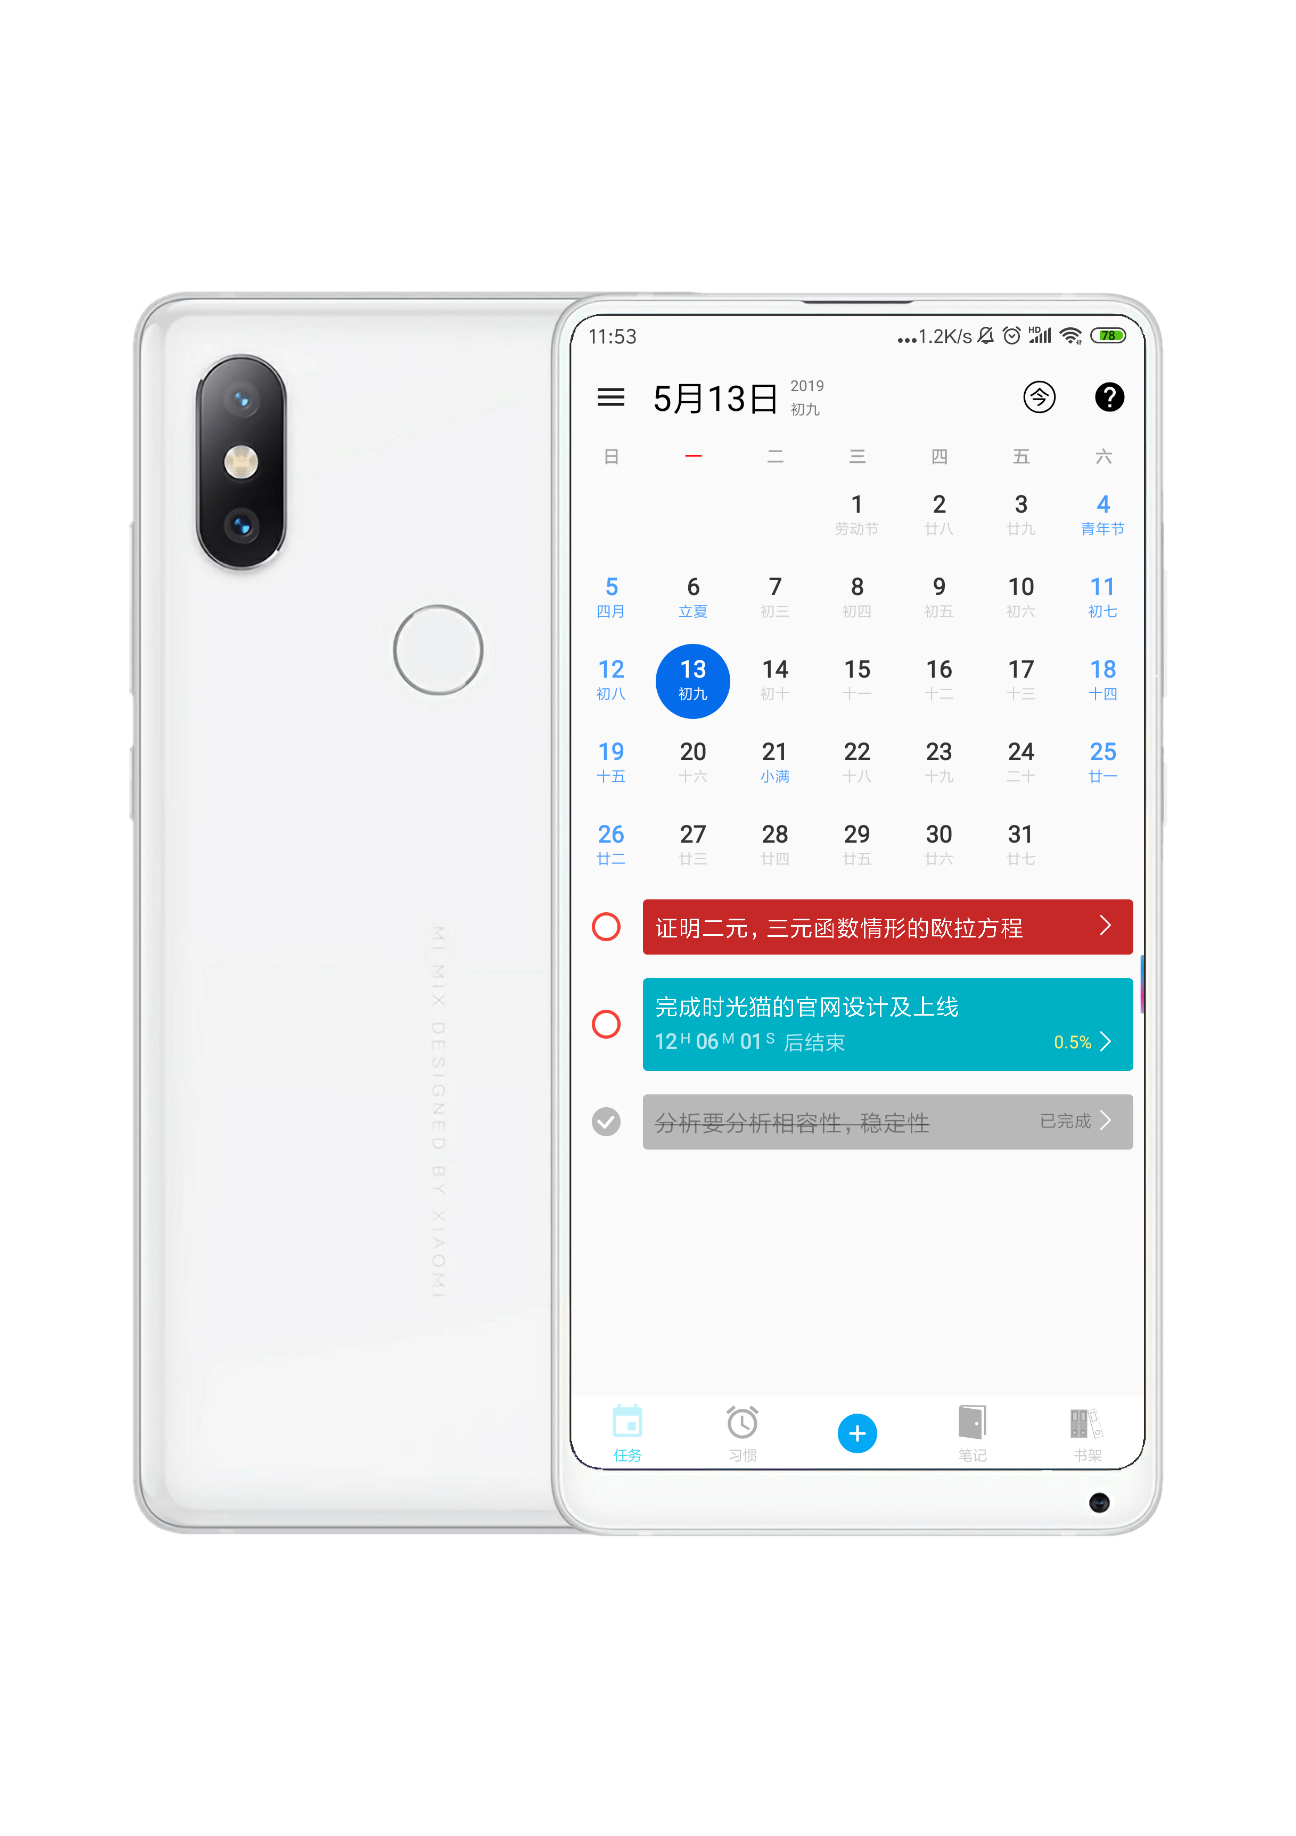 MI MIX DESIGNED BY XIAOMI
11:53
...1.2K/s HD 78
5月13日 2019
初九
今 ?
日 一 二 三 四 五 六
1 2 3 4
劳动节 廿八 廿九 青年节
5 6 7 8 9 10 11
四月 立夏 初三 初四 初五 初六 初七
12 13 14 15 16 17 18
初八 初九 初十 十一 十二 十三 十四
19 20 21 22 23 24 25
十五 十六 小满 十八 十九 二十 廿一
26 27 28 29 30 31
廿二 廿三 廿四 廿五 廿六 廿七
证明二元，三元函数情形的欧拉方程
完成时光猫的官网设计及上线
12H 06M 01S 后结束 0.5%
分析要分析相容性，稳定性 已完成
任务 习惯 笔记 书架